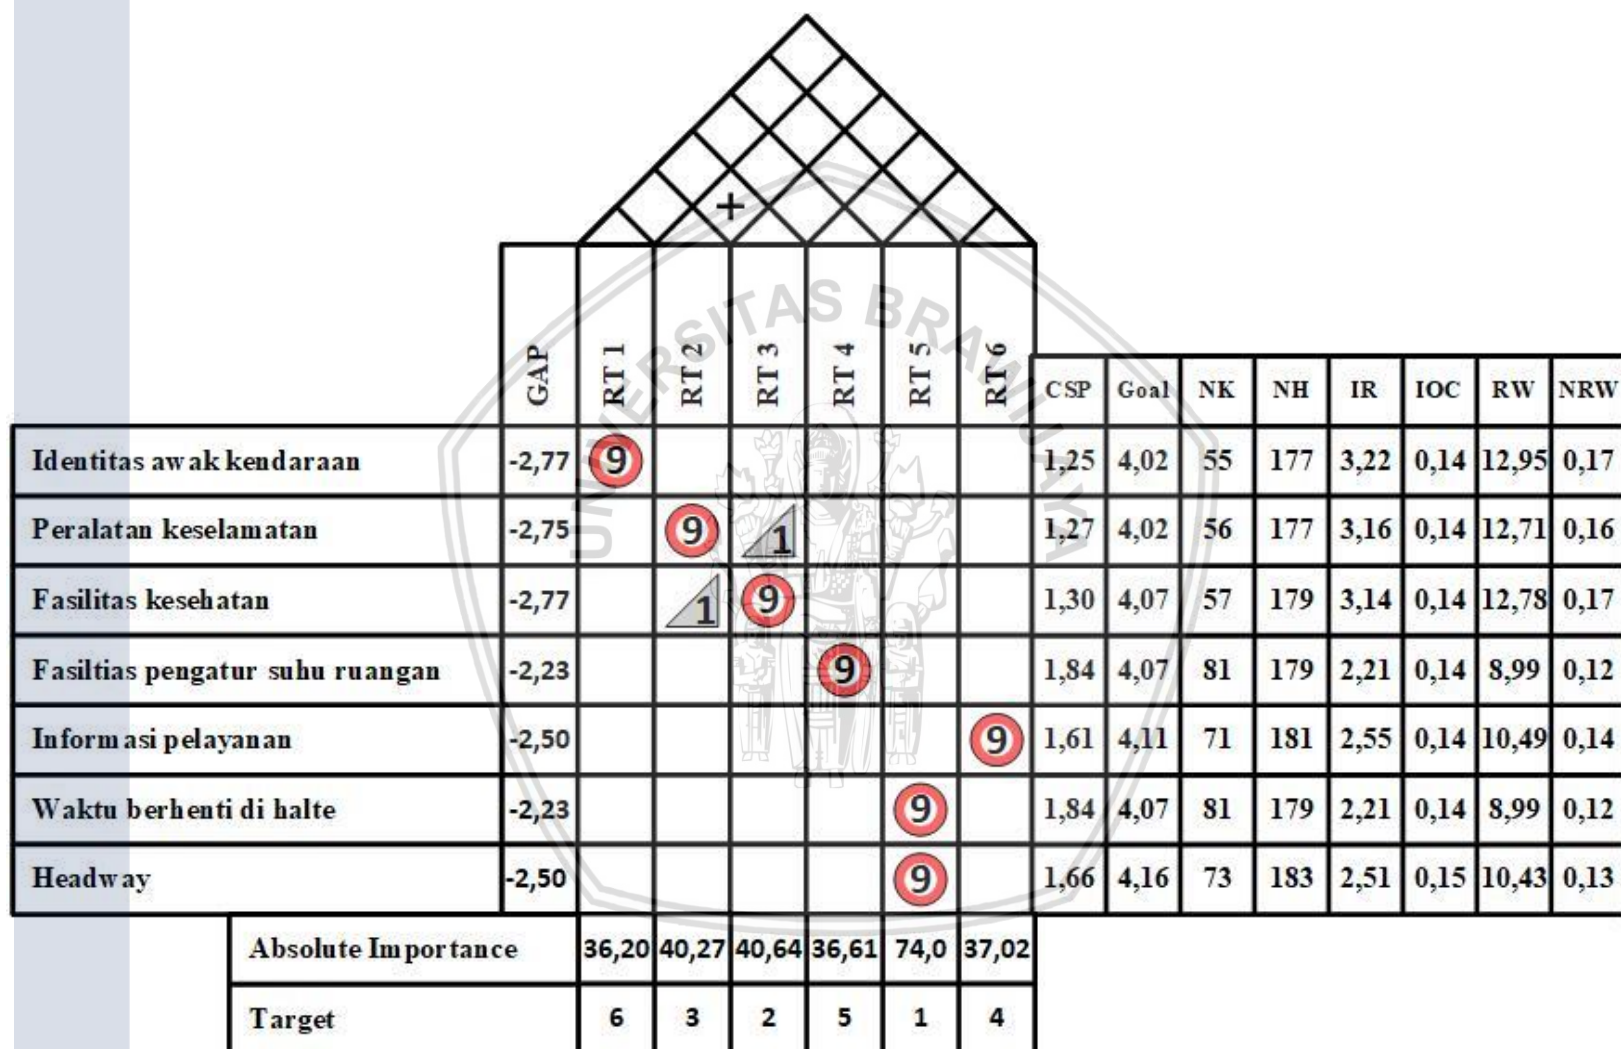 +
GAP RT 1 RT 2 RT 3 RT 4 RT 5 RT 6 CSP Goal NK NH IR IOC RW NRW
Identitas awak kendaraan -2,77 9 1,25 4,02 55 177 3,22 0,14 12,95 0,17
Peralatan keselamatan -2,75 9 1 1,27 4,02 56 177 3,16 0,14 12,71 0,16
Fasilitas kesehatan -2,77 1 9 1,30 4,07 57 179 3,14 0,14 12,78 0,17
Fasiltias pengatur suhu ruangan -2,23 9 1,84 4,07 81 179 2,21 0,14 8,99 0,12
Informasi pelayanan -2,50 9 1,61 4,11 71 181 2,55 0,14 10,49 0,14
Waktu berhenti di halte -2,23 9 1,84 4,07 81 179 2,21 0,14 8,99 0,12
Headway -2,50 9 1,66 4,16 73 183 2,51 0,15 10,43 0,13
Absolute Importance 36,20 40,27 40,64 36,61 74,0 37,02
Target 6 3 2 5 1 4
UNIVERSITAS BRAWIJAYA